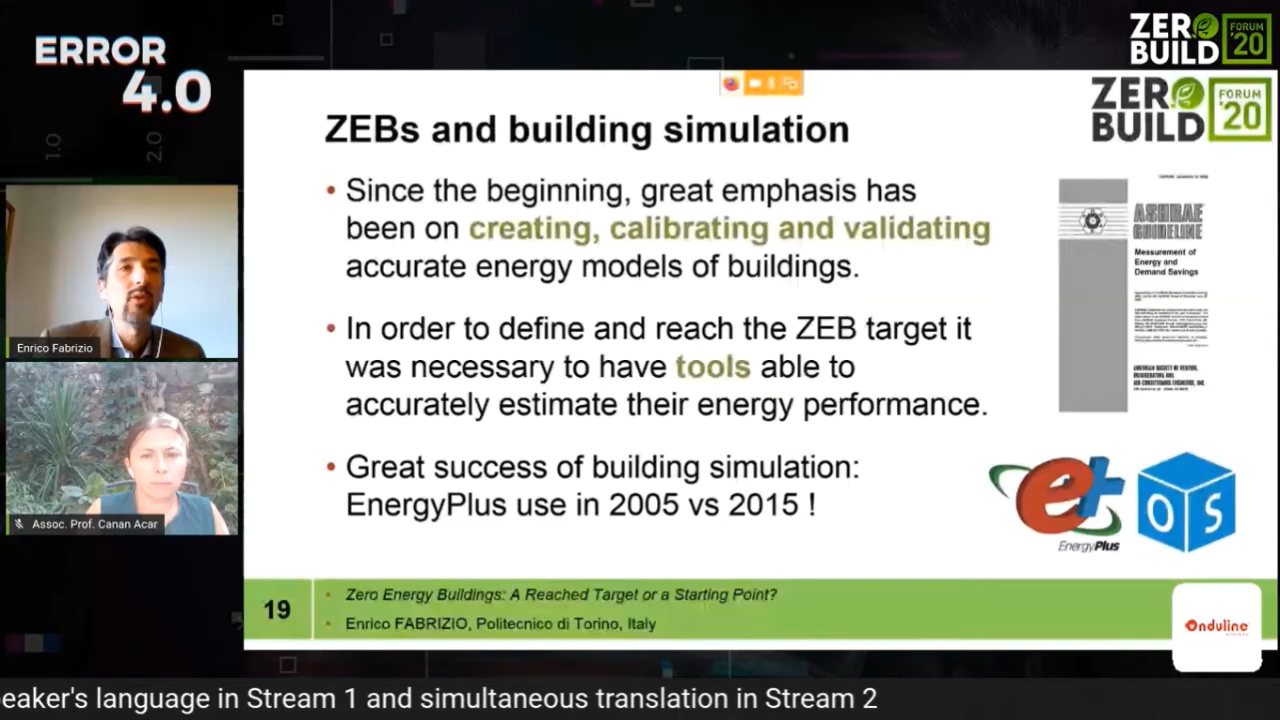 ERROR
4.0
1.0
2.0
ZERO
BUILD
FORUM
'20
ZERO
BUILD
FORUM
'20
ZEBs and building simulation
• Since the beginning, great emphasis has
been on creating, calibrating and validating
accurate energy models of buildings.
• In order to define and reach the ZEB target it
was necessary to have tools able to
accurately estimate their energy performance.
• Great success of building simulation:
EnergyPlus use in 2005 vs 2015 !
ASHRAE
GUIDELINE
Measurement of
Energy and
Demand Savings
e+
EnergyPlus
OS
Enrico Fabrizio
Assoc. Prof. Canan Acar
19
• Zero Energy Buildings: A Reached Target or a Starting Point?
• Enrico FABRIZIO, Politecnico di Torino, Italy
Onduline
eaker's language in Stream 1 and simultaneous translation in Stream 2